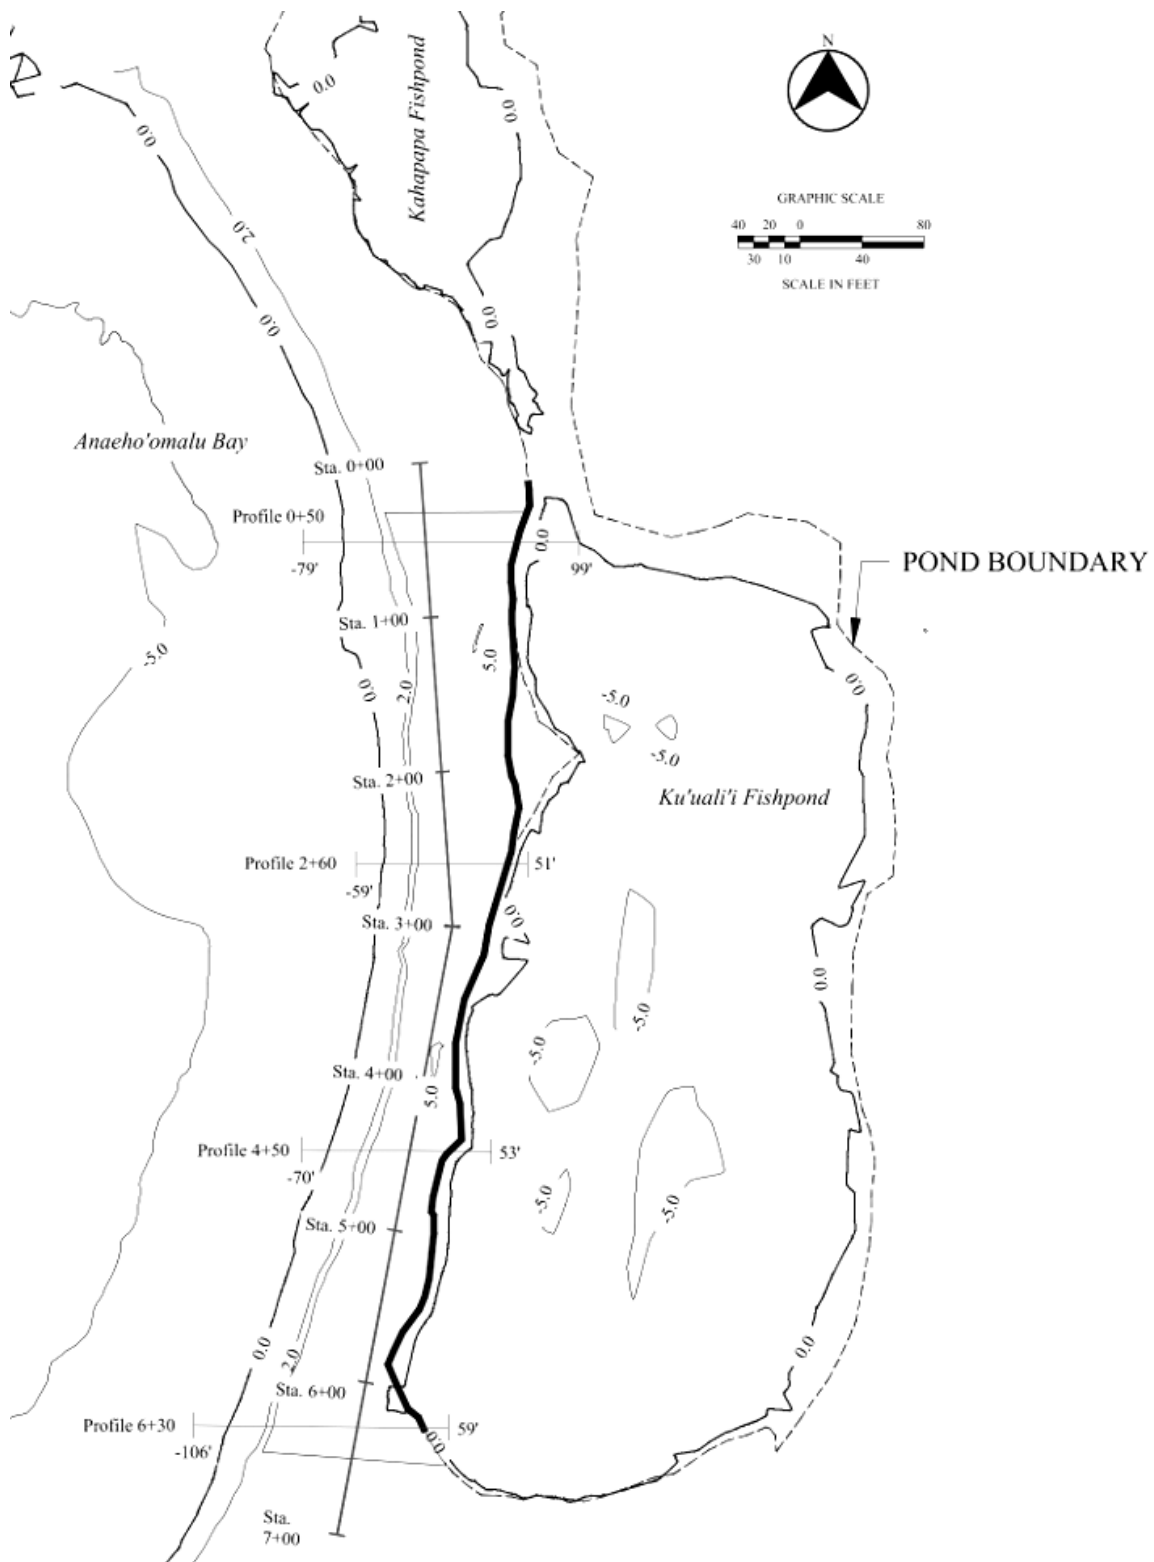 N
Kahapapa Fishpond
0.0
0.0
0.0
GRAPHIC SCALE
40 20 0 80
30 10 40
SCALE IN FEET
2.0
0.0
0.0
Anaeho'omalu Bay
Sta. 0+00
Profile 0+50
-79'
0.0
99'
POND BOUNDARY
Sta. 1+00
-5.0
5.0
0.0
2.0
0.0
-5.0
-5.0
Sta. 2+00
Ku'uali'i Fishpond
Profile 2+60
-59'
51'
Sta. 3+00
0.0
0.0
-5.0
-5.0
Sta. 4+00
5.0
Profile 4+50
-70'
53'
-5.0
-5.0
Sta. 5+00
0.0
2.0
0.0
Sta. 6+00
Profile 6+30
-106'
59'
0.0
Sta.
7+00